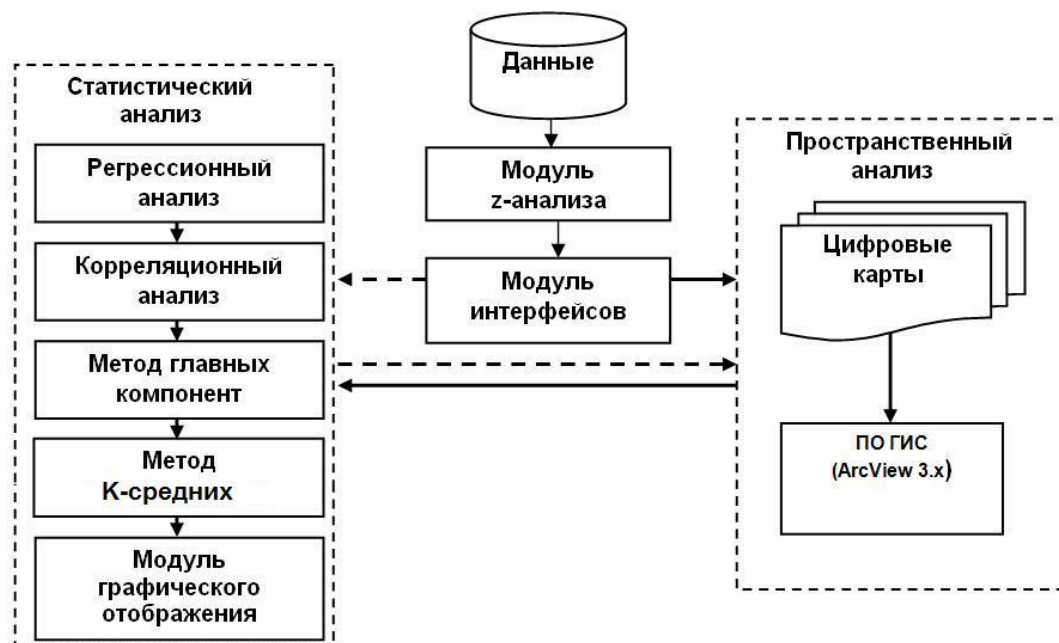 Данные
Статистический
анализ
Регрессионный
анализ
Корреляционный
анализ
Метод главных
компонент
Метод
К-средних
Модуль
графического
отображения
Модуль
z-анализа
Модуль
интерфейсов
Пространственный
анализ
Цифровые
карты
ПО ГИС
(ArcView 3.x)